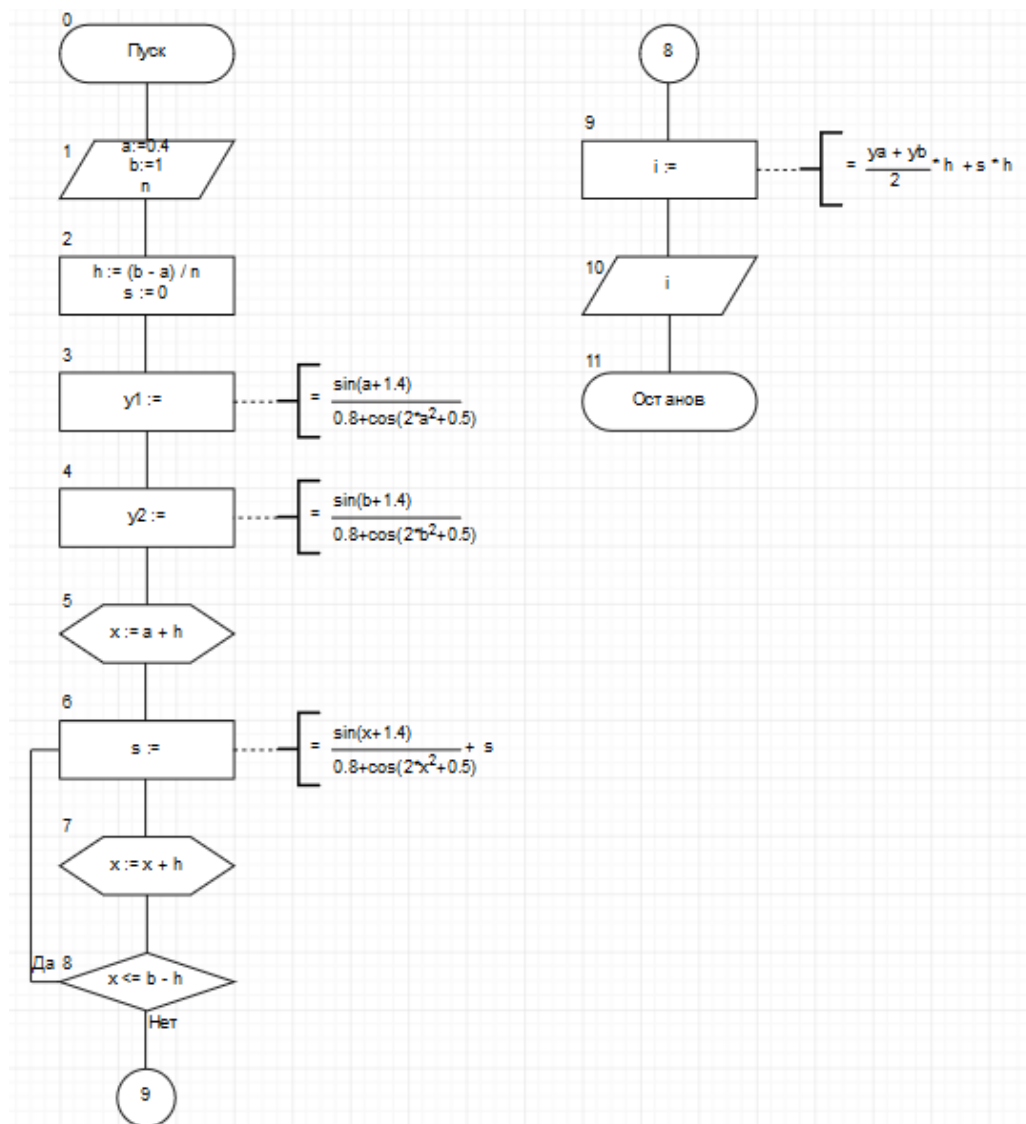 0
Пуск
1
a:=0.4
b:=1
n
2
h := (b - a) / n
s := 0
3
y1 :=
= sin(a+1.4)
0.8+cos(2*a²+0.5)
4
y2 :=
= sin(b+1.4)
0.8+cos(2*b²+0.5)
5
x := a + h
6
s :=
= sin(x+1.4) + s
0.8+cos(2*x²+0.5)
7
x := x + h
Да 8
x <= b - h
Нет
9
8
9
i :=
= ya + yb * h + s * h
2
10
i
11
Останов